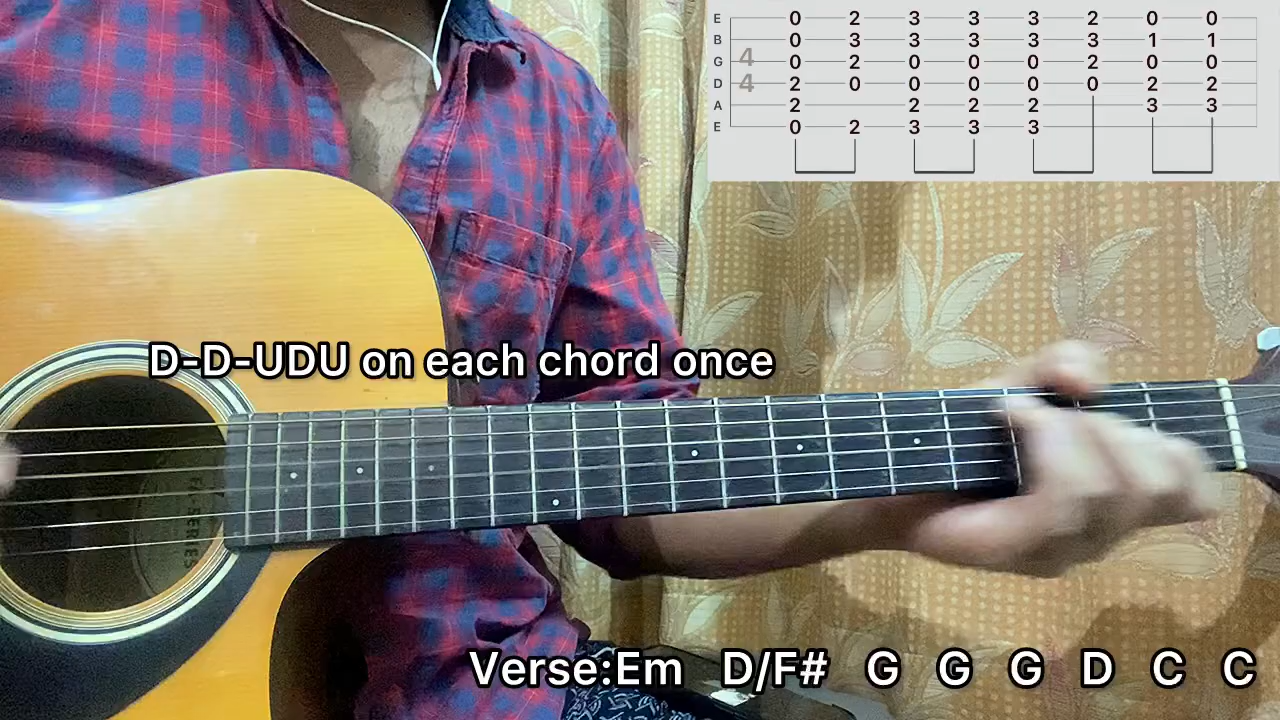 E 0 2 3 3 3 2 0 0
B 0 3 3 3 3 3 1 1
G 0 2 0 0 0 2 0 0
4
D 2 0 0 0 0 0 2 2
4
A 2 2 2 2 3 3
E 0 2 3 3 3
D-D-UDU on each chord once
SERIES
Verse:Em D/F# G G G D C C